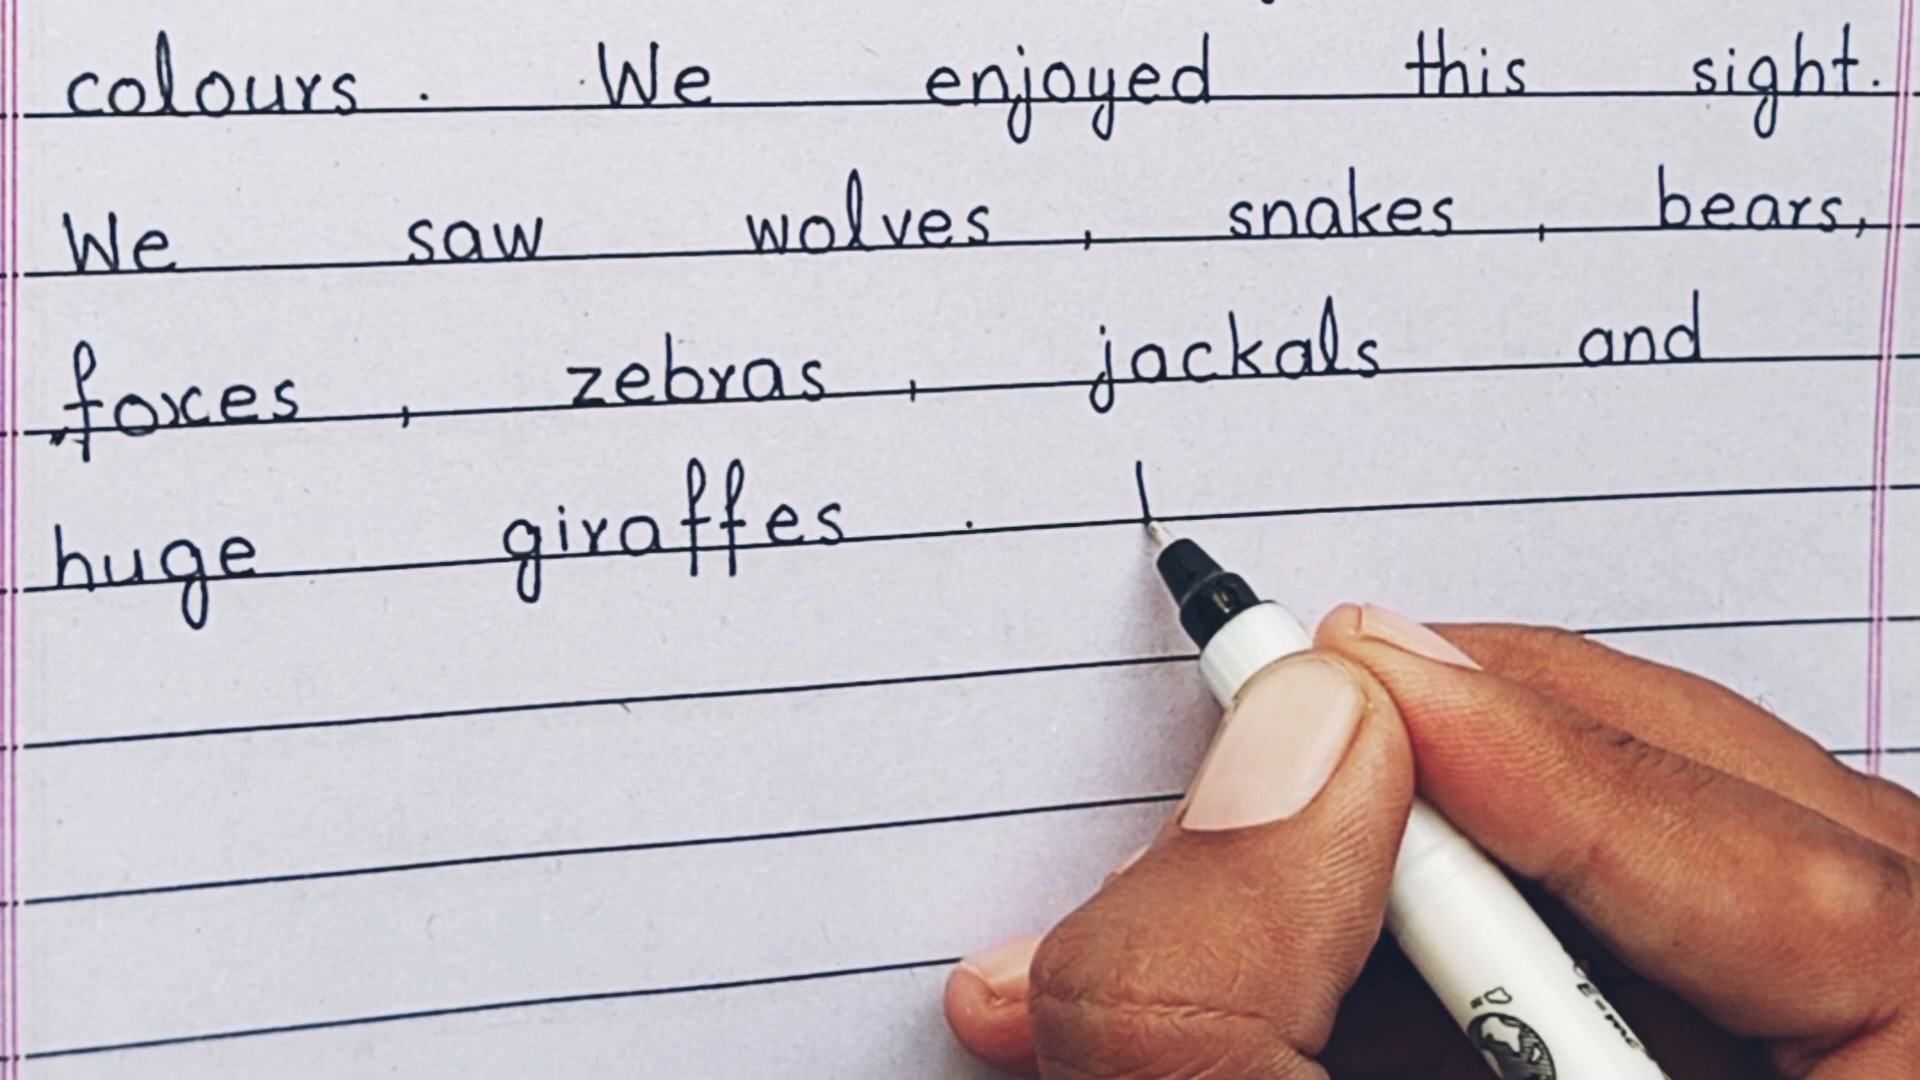 colours. We enjoyed this sight.
We saw wolves, snakes, bears,
foxes, zebras, jackals and
huge giraffes.